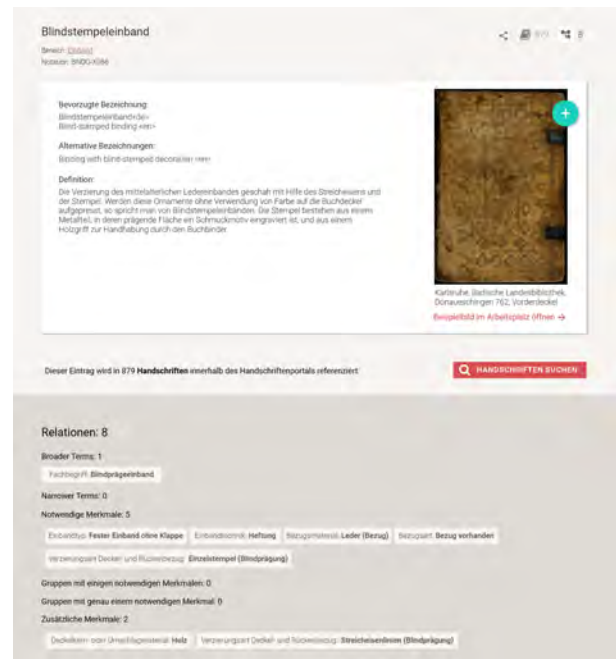 Blindstempeleinband
879
8
Bereich: Einband
Notation: BNDG-X086
Bevorzugte Bezeichnung:
Blindstempeleinband<de>
Blind-stamped binding <en>
Alternative Bezeichnungen:
Binding with blind-stamped decoration <en>
Definition:
Die Verzierung des mittelalterlichen Ledereinbandes geschah mit Hilfe des Streicheisens und
der Stempel. Werden diese Ornamente ohne Verwendung von Farbe auf die Buchdecker
aufgepresst, so spricht man von Blindstempeleinbänden. Die Stempel bestehen aus einem
Metallteil, in deren prägende Fläche ein Schmuckmotiv eingraviert ist, und aus einem
Holzgriff zur Handhabung durch den Buchbinder.
Karlsruhe, Badische Landesbibliothek,
Donaueschingen 762, Vorderdeckel
Beispielbild im Arbeitsplatz öffnen →
Dieser Eintrag wird in 879 Handschriften innerhalb des Handschriftenportals referenziert
HANDSCHRIFTEN SUCHEN
Relationen: 8
Broader Terms: 1
Fachbegriff: Blindprägeeinband
Narrower Terms: 0
Notwendige Merkmale: 5
Einbandtyp: Fester Einband ohne Klappe Einbandtechnik: Heftung Bezugsmaterial: Leder (Bezug) Bezugsart: Bezug vorhanden
Verzierungsart Decken- und Rückenbezug: Einzelstempel (Blindprägung)
Gruppen mit einigen notwendigen Merkmalen: 0
Gruppen mit genau einem notwendigen Merkmal: 0
Zusätzliche Merkmale: 2
Deckelkern- oder Umschlagmaterial: Holz Verzierungsart Decken- und Rückenbezug: Streicheisenlinien (Blindprägung)